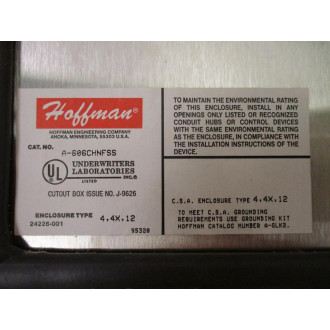 Hoffman
HOFFMAN ENGINEERING COMPANY
ANOKA, MINNESOTA, 55303 U.S.A.
CAT. NO.
A-606CHNFSS
UL
UNDERWRITERS
LABORATORIES
LISTED INC.®
CUTOUT BOX ISSUE NO. J-9626
ENCLOSURE TYPE 4,4X,12
24226-001
95320
TO MAINTAIN THE ENVIRONMENTAL RATING
OF THIS ENCLOSURE, INSTALL IN ANY
OPENINGS ONLY LISTED OR RECOGNIZED
CONDUIT HUBS OR CONTROL DEVICES
WITH THE SAME ENVIRONMENTAL RATING
AS THE ENCLOSURE, IN COMPLIANCE WITH
THE INSTALLATION INSTRUCTIONS OF THE
DEVICE.
C.S.A. ENCLOSURE TYPE 4,4X,12
TO MEET C.S.A. GROUNDING
REQUIREMENTS USE GROUNDING KIT
HOFFMAN CATALOG NUMBER A-GLK2.